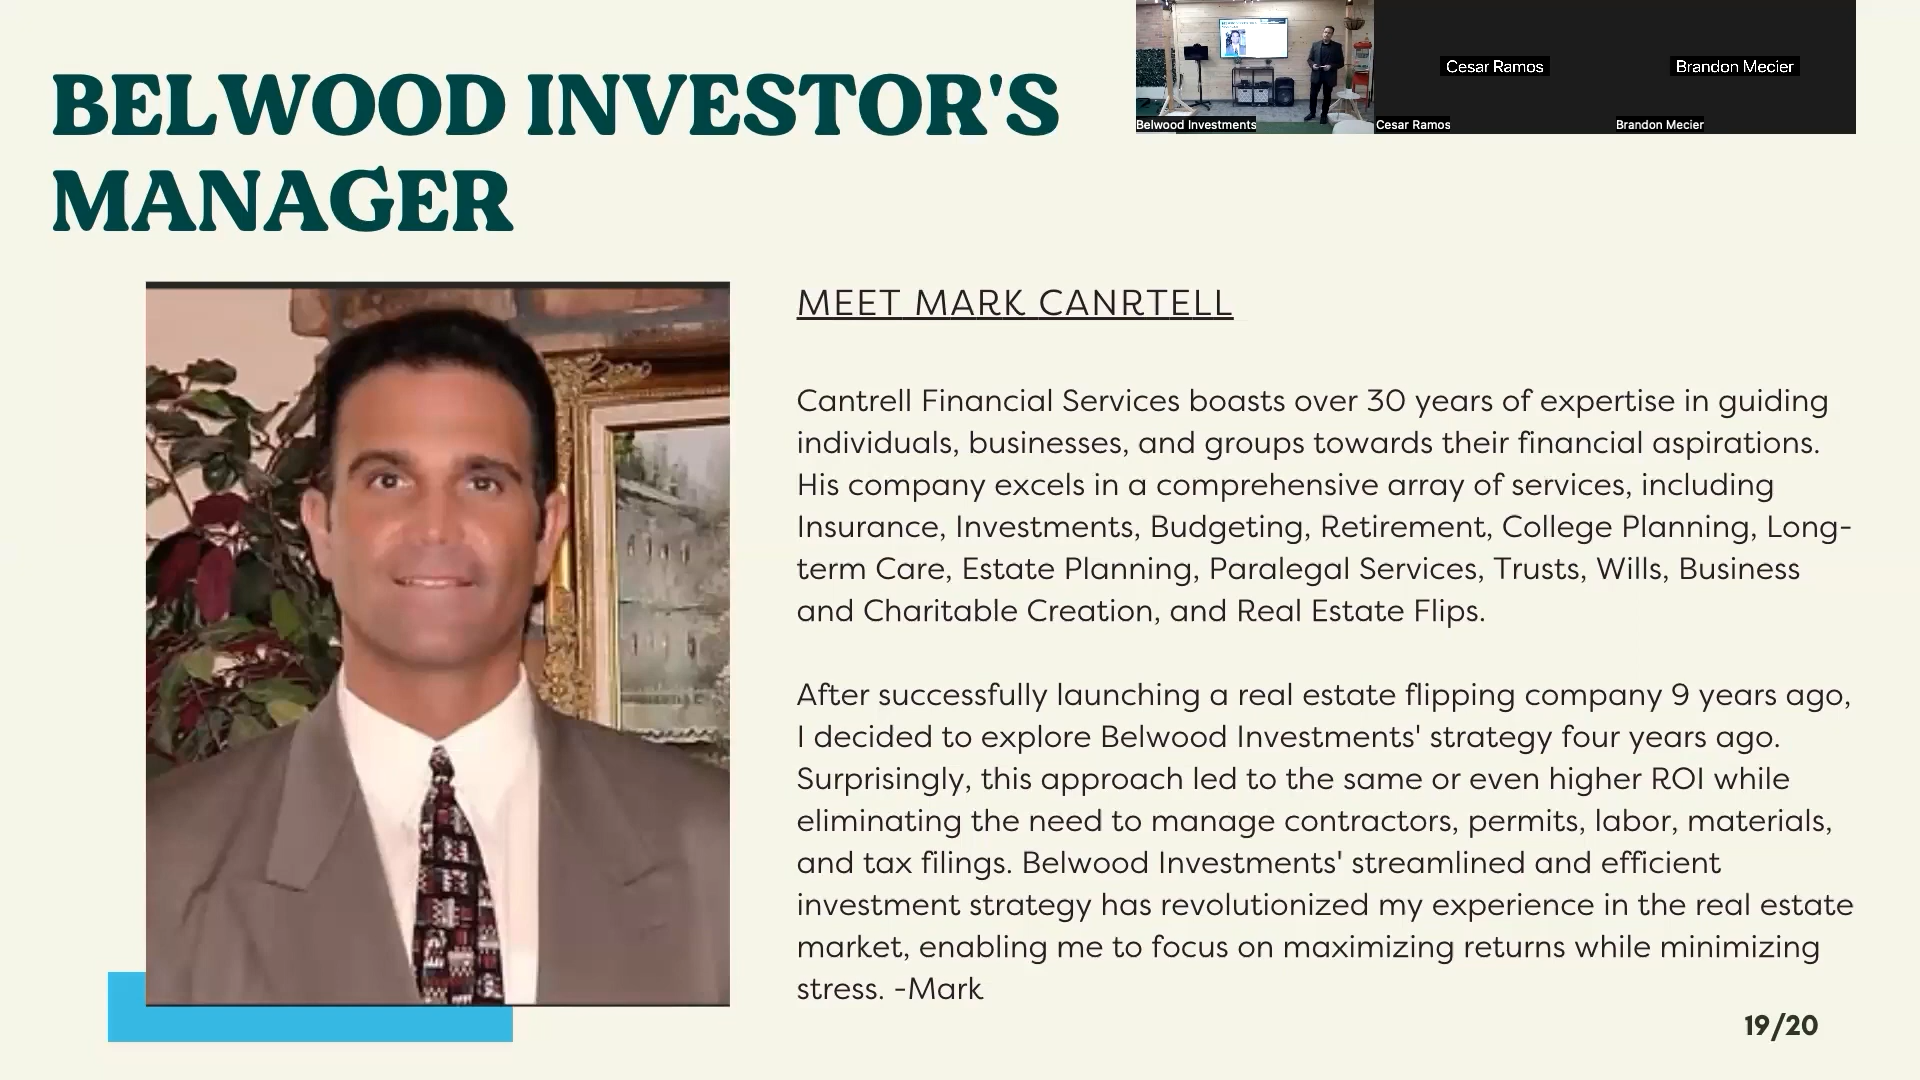 BELWOOD INVESTOR'S
MANAGER
Cesar Ramos
Brandon Mecier
Belwood Investments
Cesar Ramos
Brandon Mecier
MEET MARK CANRTELL
Cantrell Financial Services boasts over 30 years of expertise in guiding
individuals, businesses, and groups towards their financial aspirations.
His company excels in a comprehensive array of services, including
Insurance, Investments, Budgeting, Retirement, College Planning, Long-
term Care, Estate Planning, Paralegal Services, Trusts, Wills, Business
and Charitable Creation, and Real Estate Flips.
After successfully launching a real estate flipping company 9 years ago,
I decided to explore Belwood Investments' strategy four years ago.
Surprisingly, this approach led to the same or even higher ROI while
eliminating the need to manage contractors, permits, labor, materials,
and tax filings. Belwood Investments' streamlined and efficient
investment strategy has revolutionized my experience in the real estate
market, enabling me to focus on maximizing returns while minimizing
stress. -Mark
19/20